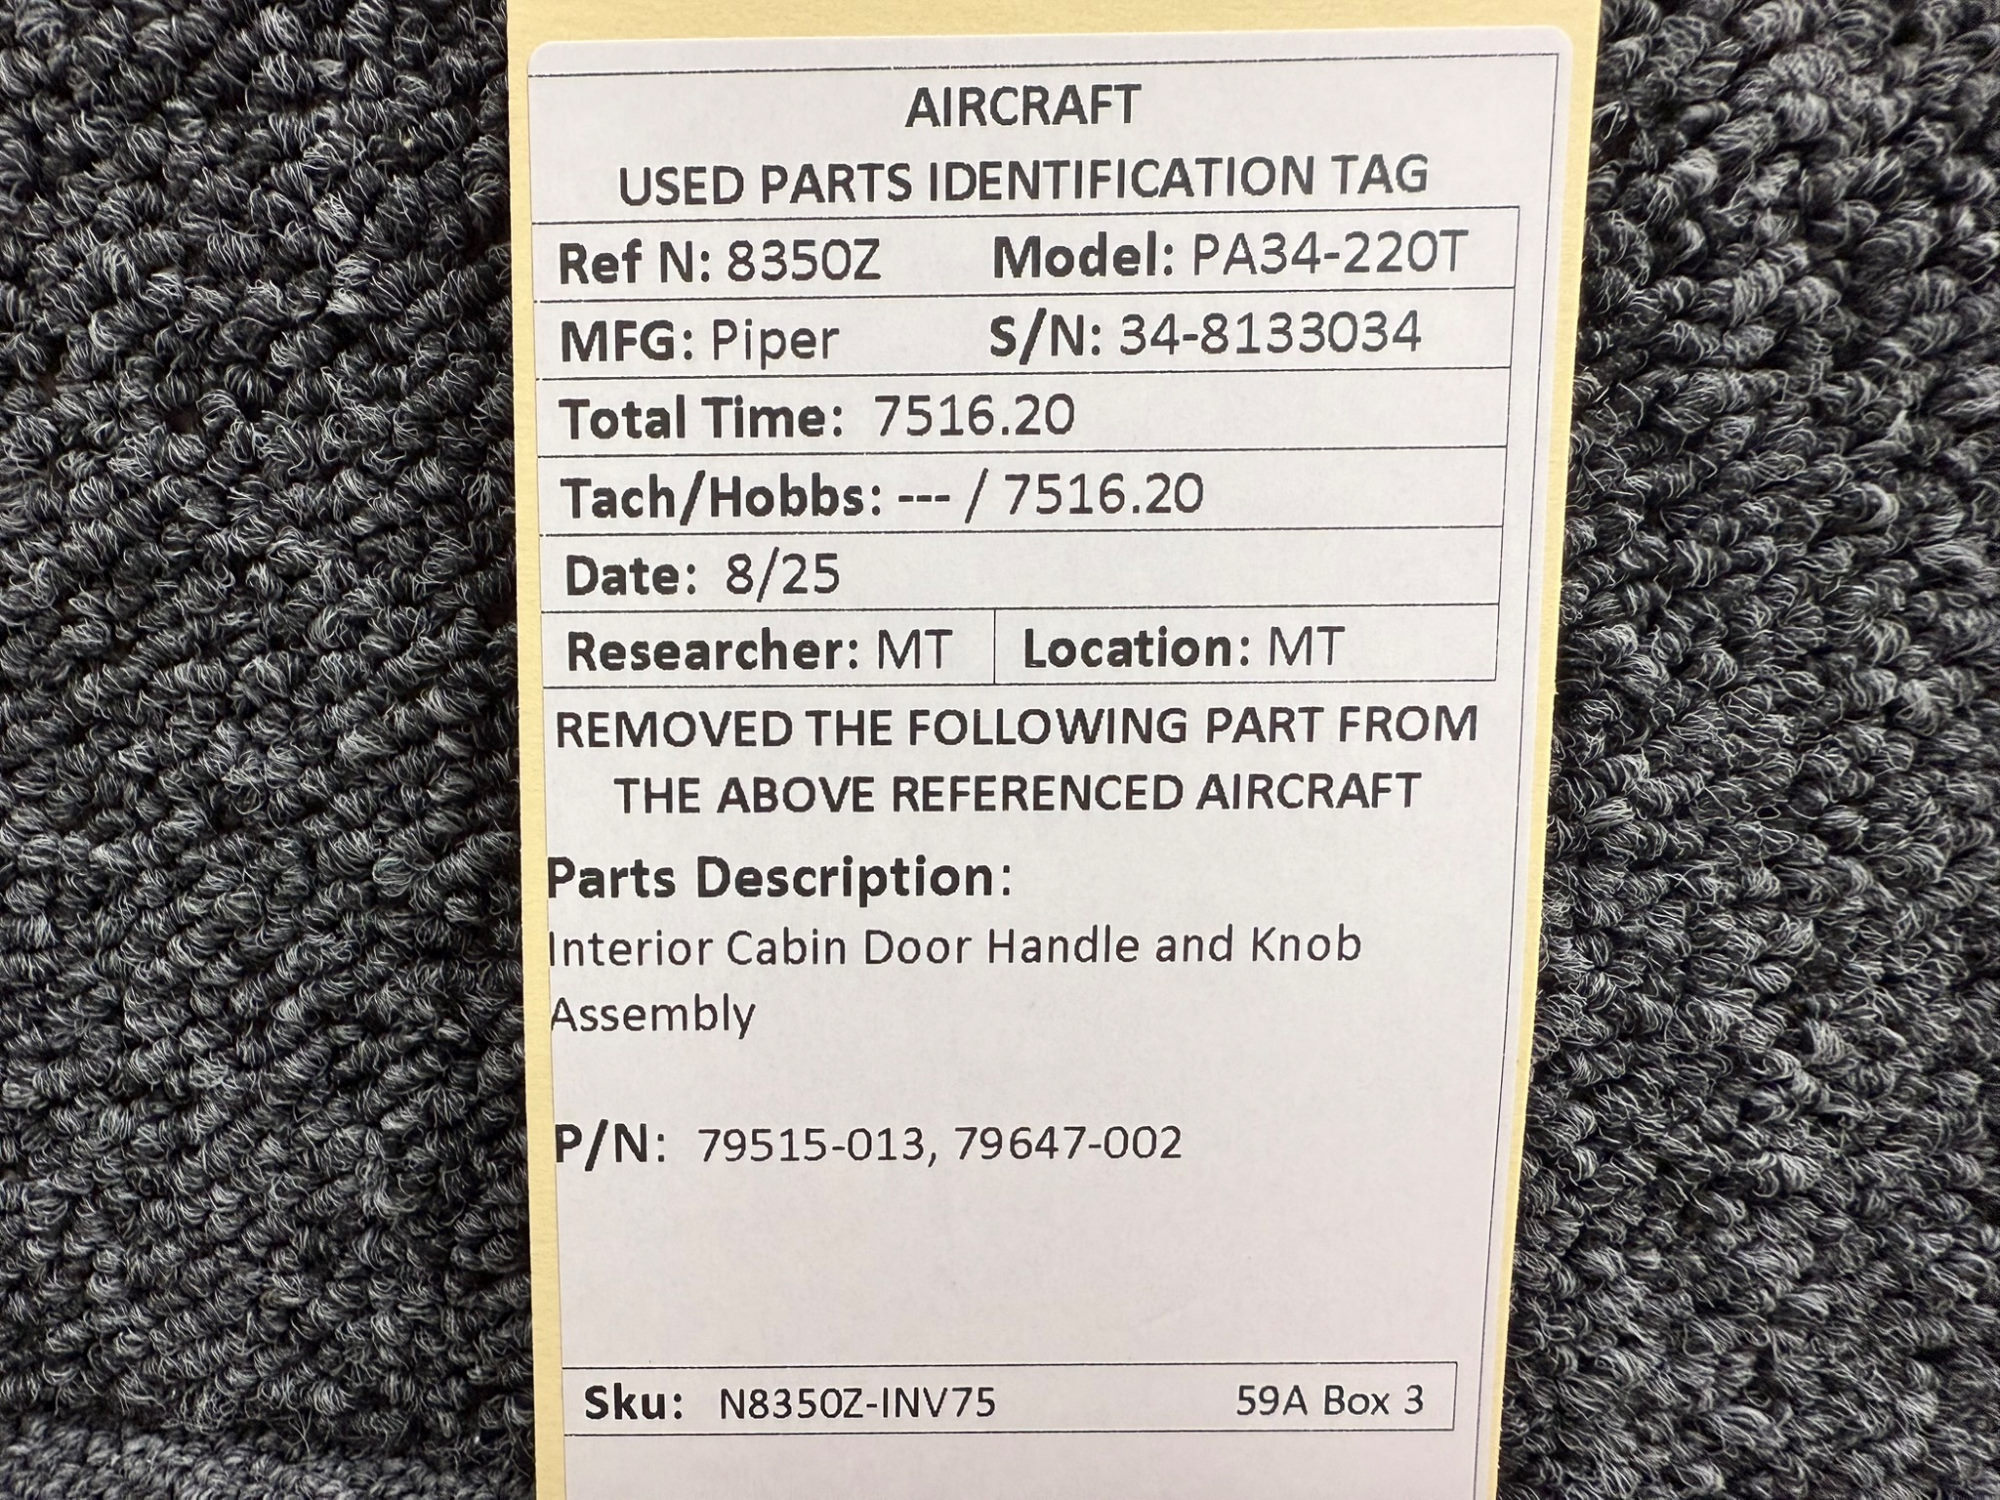 AIRCRAFT
USED PARTS IDENTIFICATION TAG
Ref N: 8350Z Model: PA34-220T
MFG: Piper S/N: 34-8133034
Total Time: 7516.20
Tach/Hobbs: --- / 7516.20
Date: 8/25
Researcher: MT Location: MT
REMOVED THE FOLLOWING PART FROM
THE ABOVE REFERENCED AIRCRAFT
Parts Description:
Interior Cabin Door Handle and Knob
Assembly
P/N: 79515-013, 79647-002
Sku: N8350Z-INV75 59A Box 3